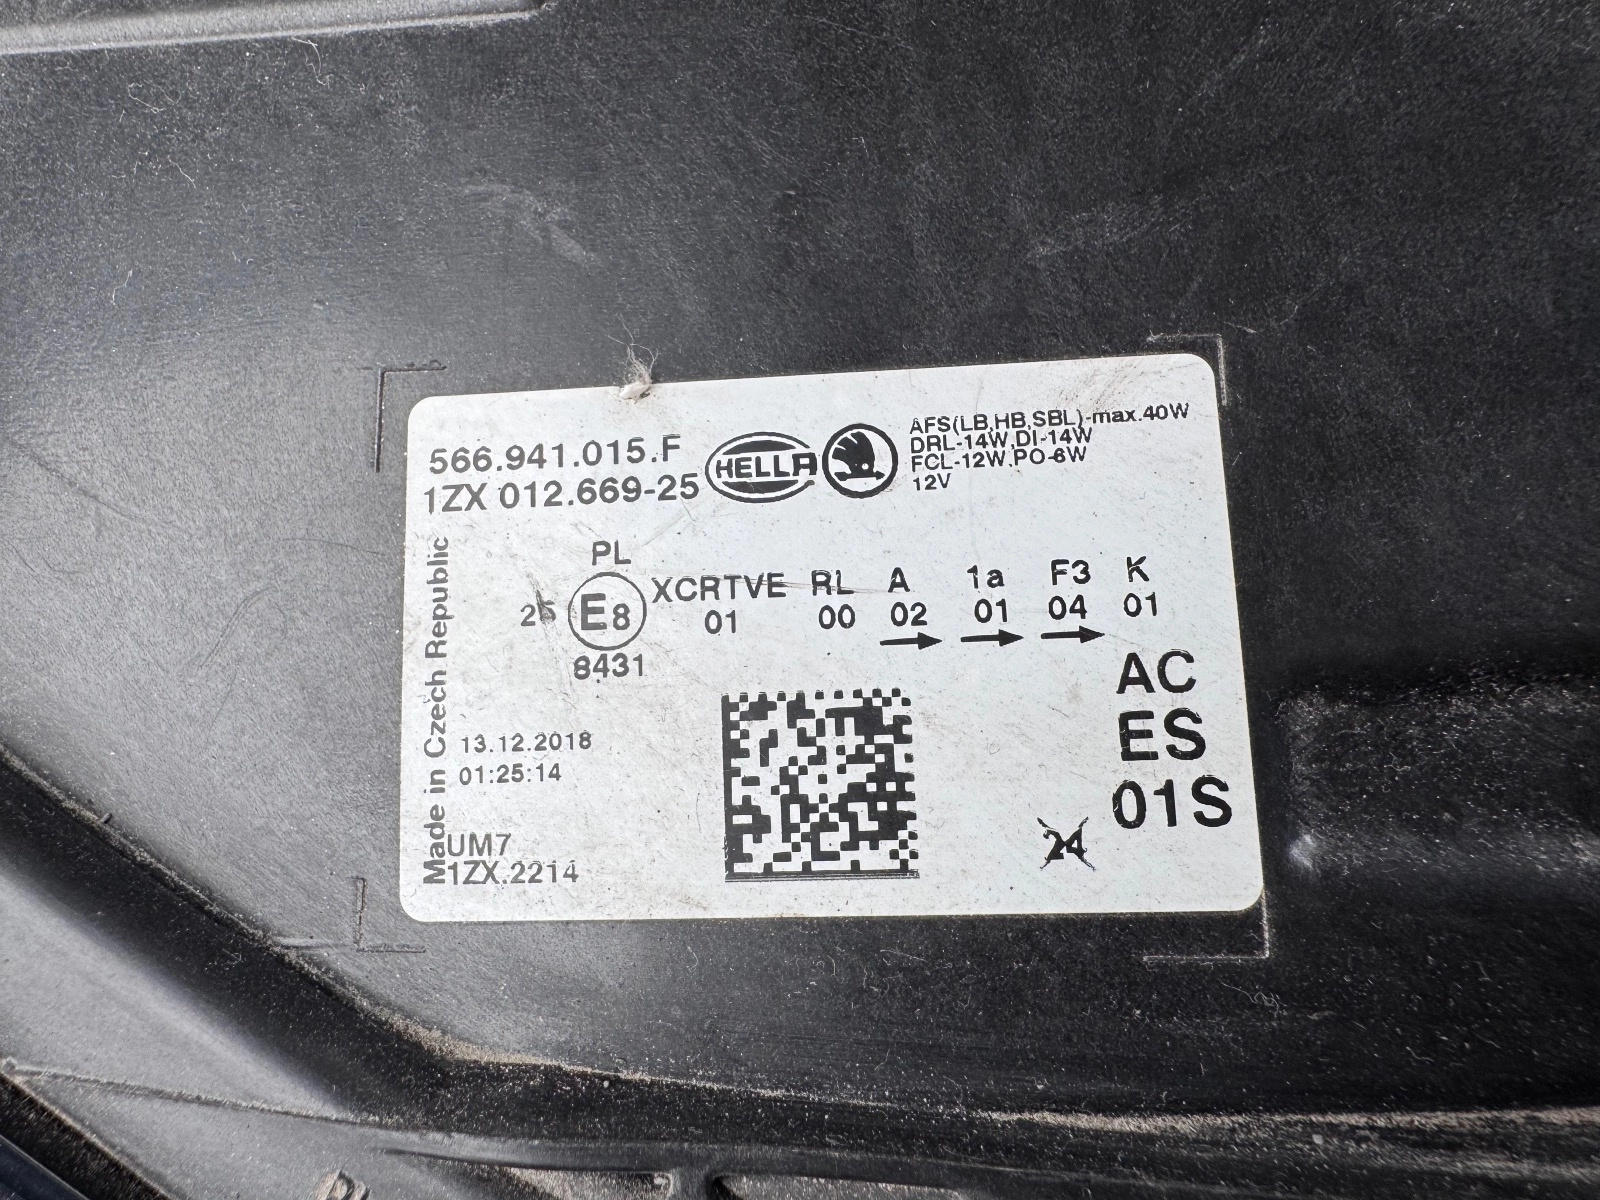 566.941.015.F
1ZX 012.669-25
HELLA
AFS(LB,HB,SBL)-max.40W
DRL-14W,DI-14W
FCL-12W,PO-6W
12V
PL
25 E8 XCRTVE RL A 1a F3 K
01 00 02 01 04 01
8431
AC
ES
01S
13.12.2018
01:25:14
24
UM7
1ZX.2214
Made in Czech Republic